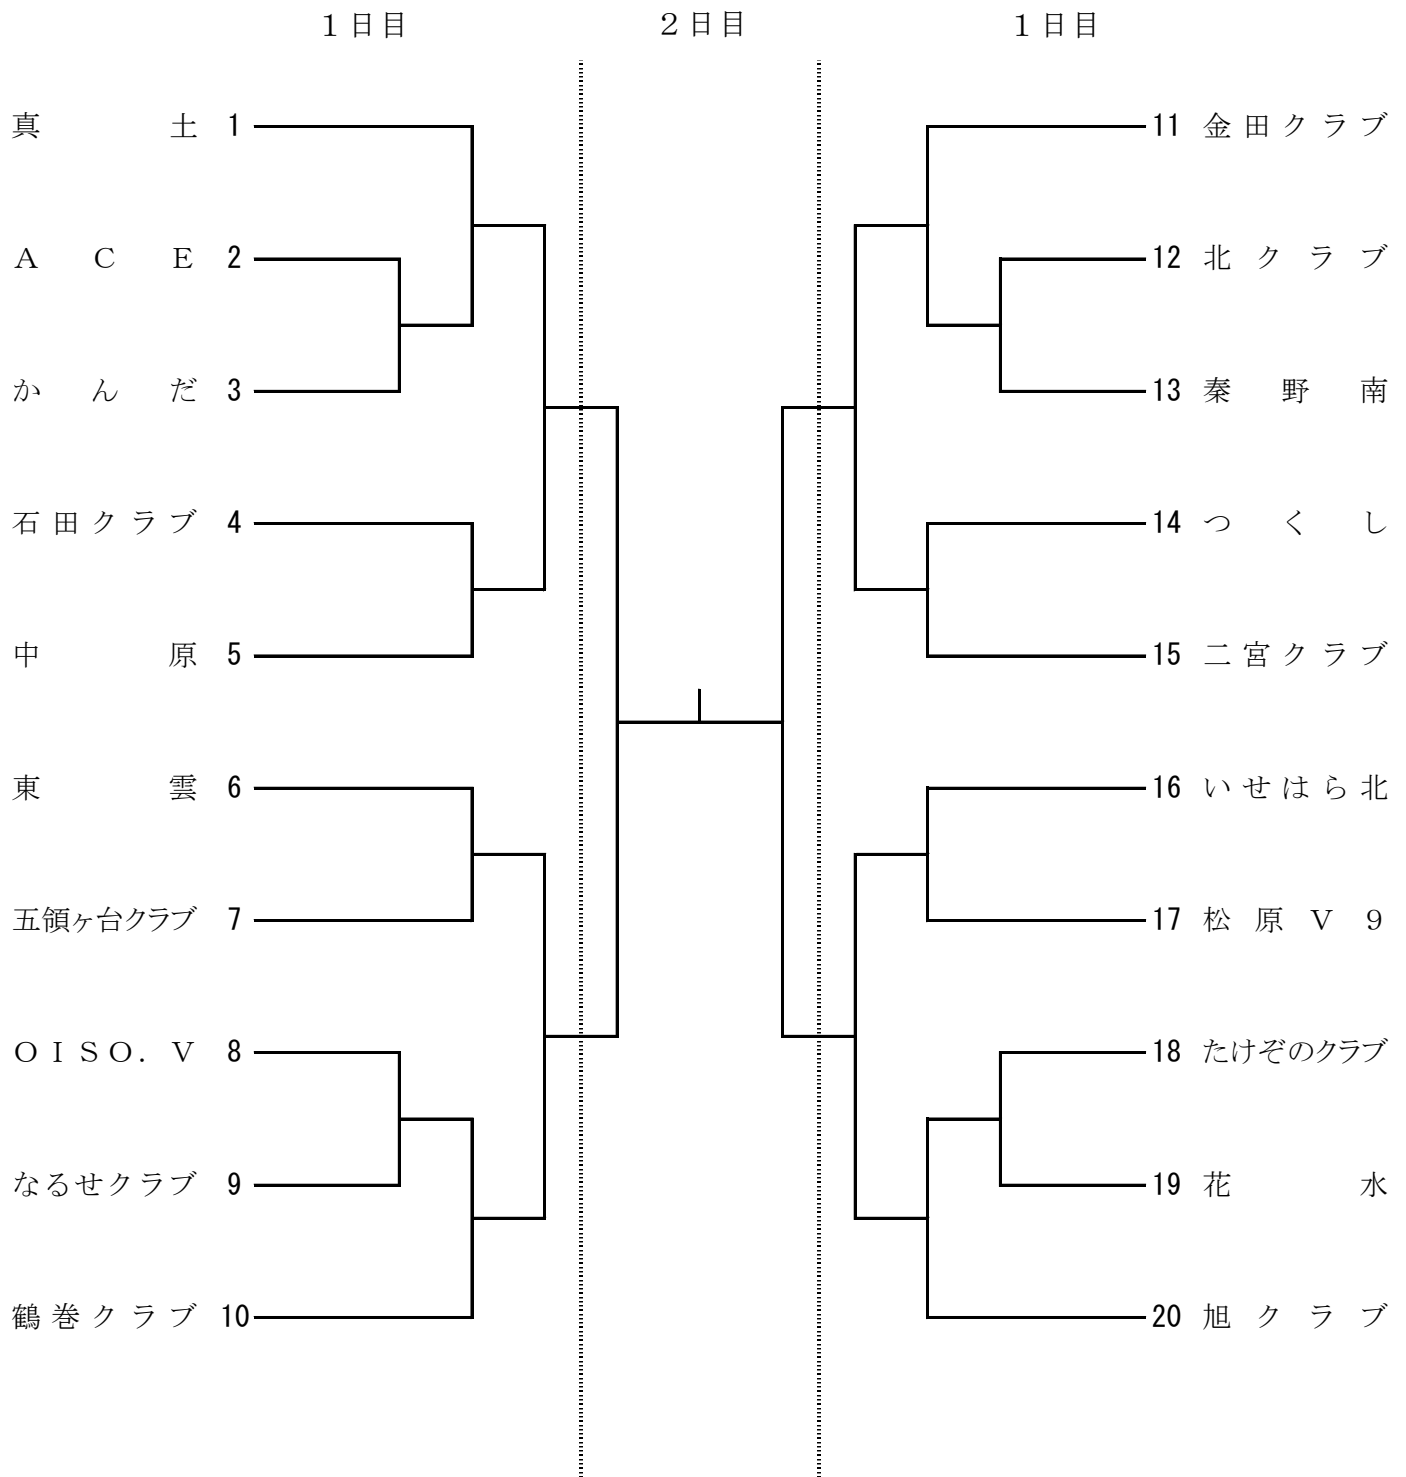 １日目　２日目　１日目
真土 1　11 金田クラブ
ＡＣＥ 2　12 北クラブ
かんだ 3　13 秦野南
石田クラブ 4　14 つくし
中原 5　15 二宮クラブ
東雲 6　16 いせはら北
五領ヶ台クラブ 7　17 松原Ｖ９
ＯＩＳＯ．Ｖ 8　18 たけぞのクラブ
なるせクラブ 9　19 花水
鶴巻クラブ 10　20 旭クラブ